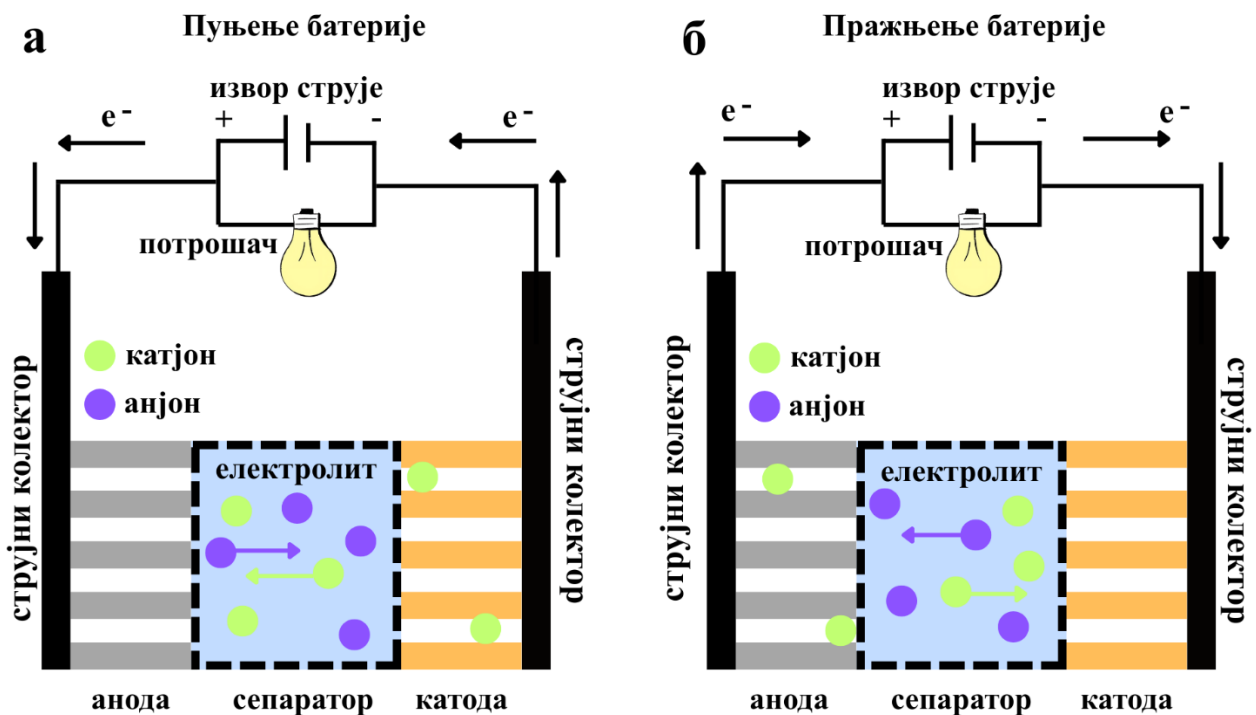 а
Пуњење батерије
извор струје
e -
+
-
e -
потрошач
катјон
анјон
струјни колектор
струјни колектор
електролит
анода
сепаратор
катода
б
Пражњење батерије
извор струје
e -
+
-
e -
потрошач
катјон
анјон
струјни колектор
струјни колектор
електролит
анода
сепаратор
катода